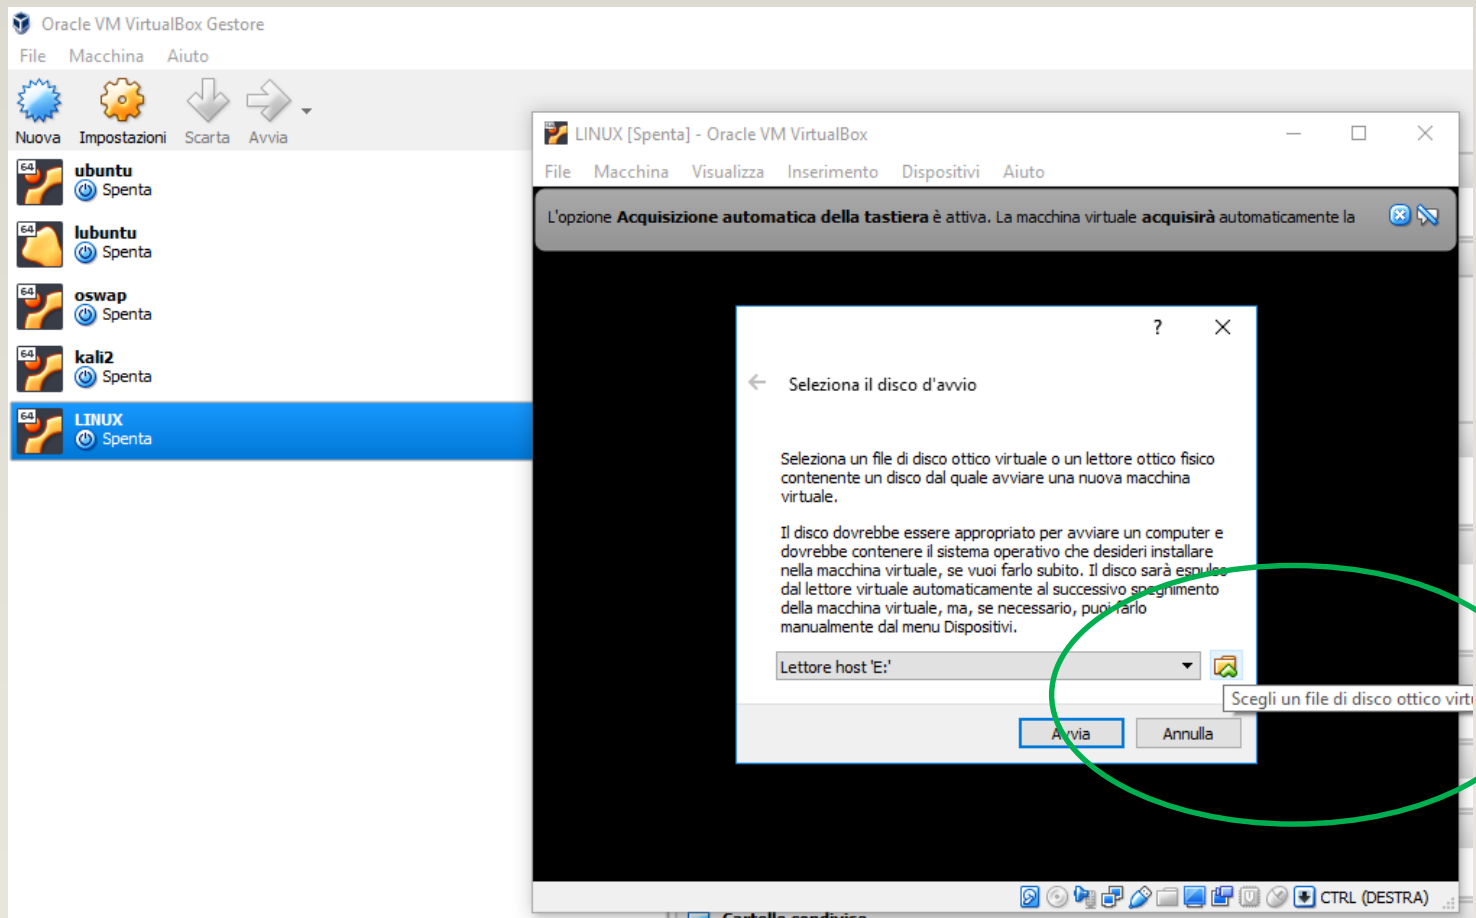 Oracle VM VirtualBox Gestore
File Macchina Aiuto
Nuova Impostazioni Scarta Avvia
64
ubuntu
Spenta
64
lubuntu
Spenta
64
oswap
Spenta
64
kali2
Spenta
64
LINUX
Spenta
LINUX [Spenta] - Oracle VM VirtualBox
File Macchina Visualizza Inserimento Dispositivi Aiuto
L'opzione Acquisizione automatica della tastiera è attiva. La macchina virtuale acquisirà automaticamente la
?
Seleziona il disco d'avvio
Seleziona un file di disco ottico virtuale o un lettore ottico fisico
contenente un disco dal quale avviare una nuova macchina
virtuale.
Il disco dovrebbe essere appropriato per avviare un computer e
dovrebbe contenere il sistema operativo che desideri installare
nella macchina virtuale, se vuoi farlo subito. Il disco sarà espulso
dal lettore virtuale automaticamente al successivo spegnimento
della macchina virtuale, ma, se necessario, puoi farlo
manualmente dal menu Dispositivi.
Lettore host 'E:'
Scegli un file di disco ottico virt
Avvia Annulla
CTRL (DESTRA)
Cartelle condivise